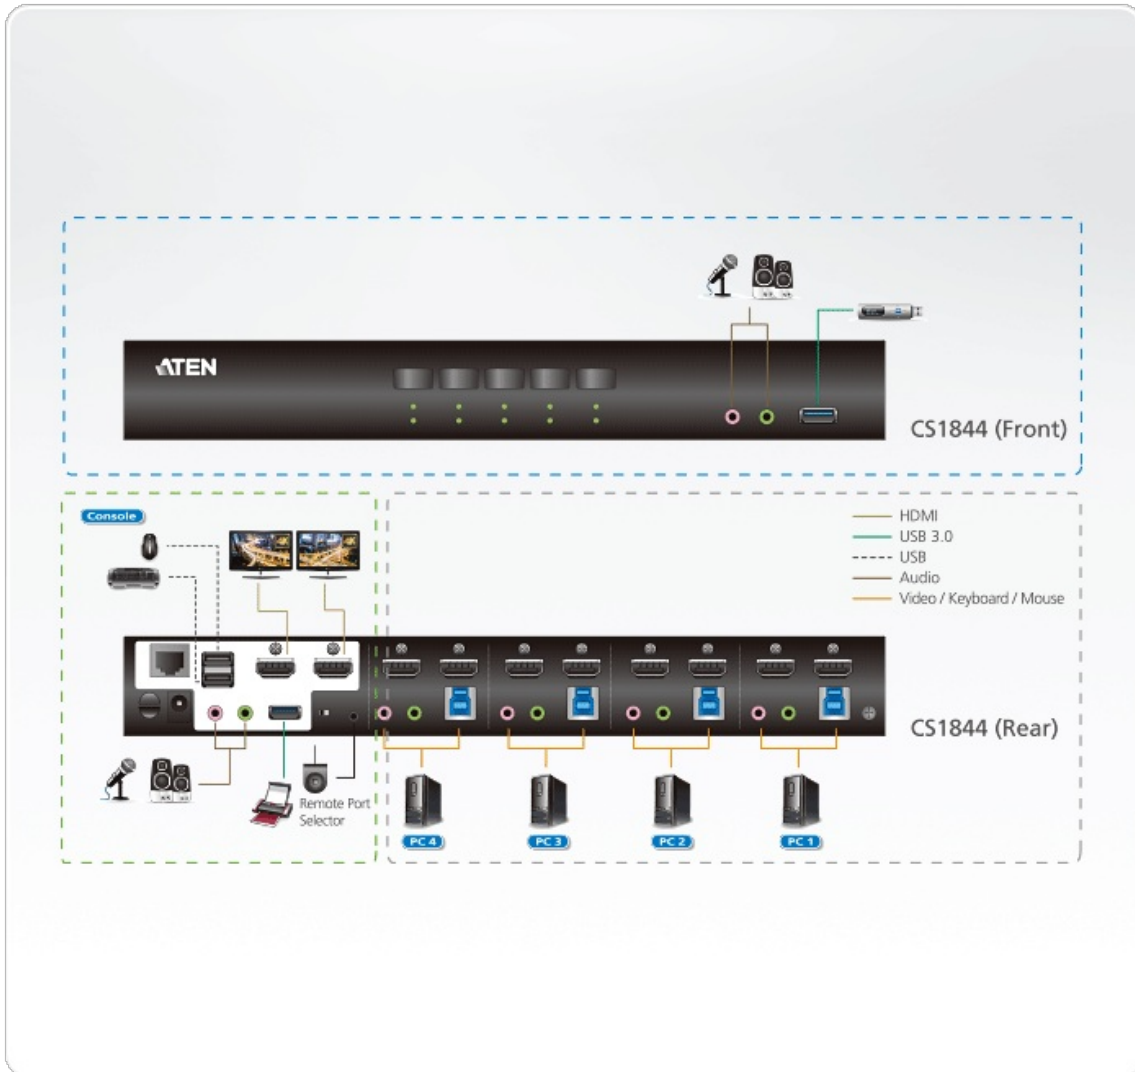 ATEN
CS1844 (Front)
Console
HDMI
USB 3.0
USB
Audio
Video / Keyboard / Mouse
CS1844 (Rear)
Remote Port
Selector
PC 4
PC 3
PC 2
PC 1